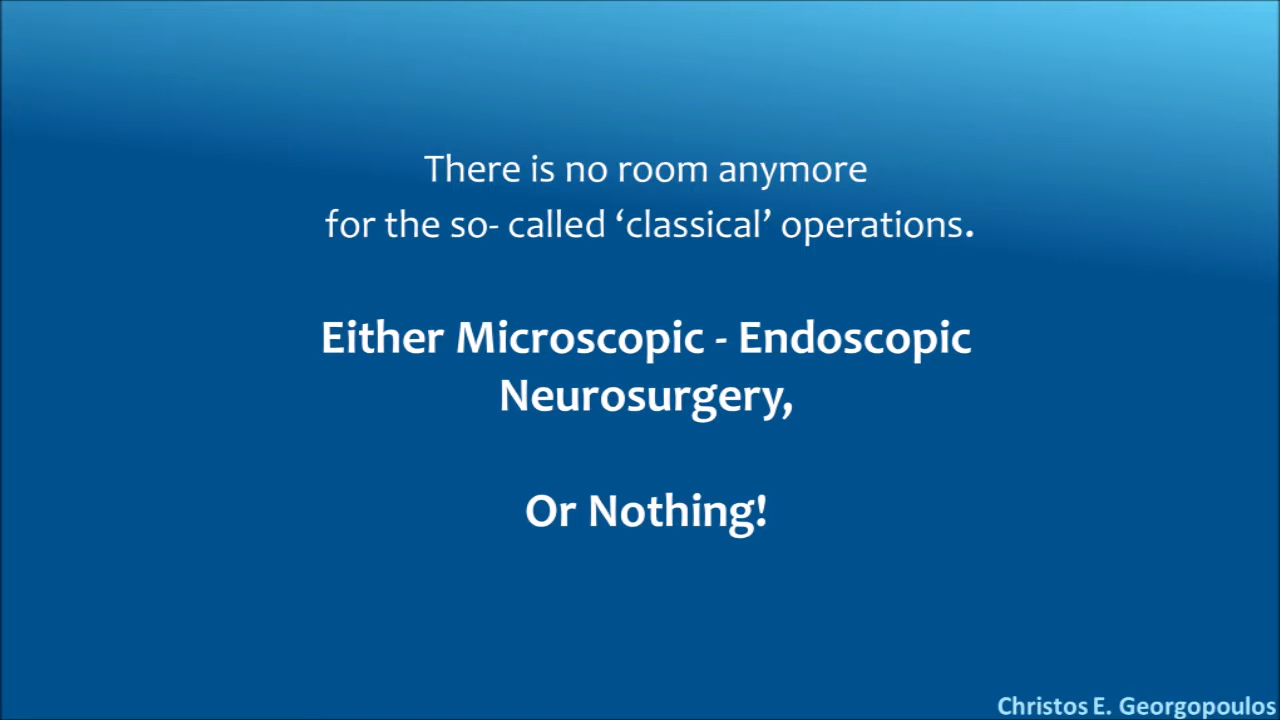 There is no room anymore
for the so- called ‘classical’ operations.
Either Microscopic - Endoscopic
Neurosurgery,
Or Nothing!
Christos E. Georgopoulos